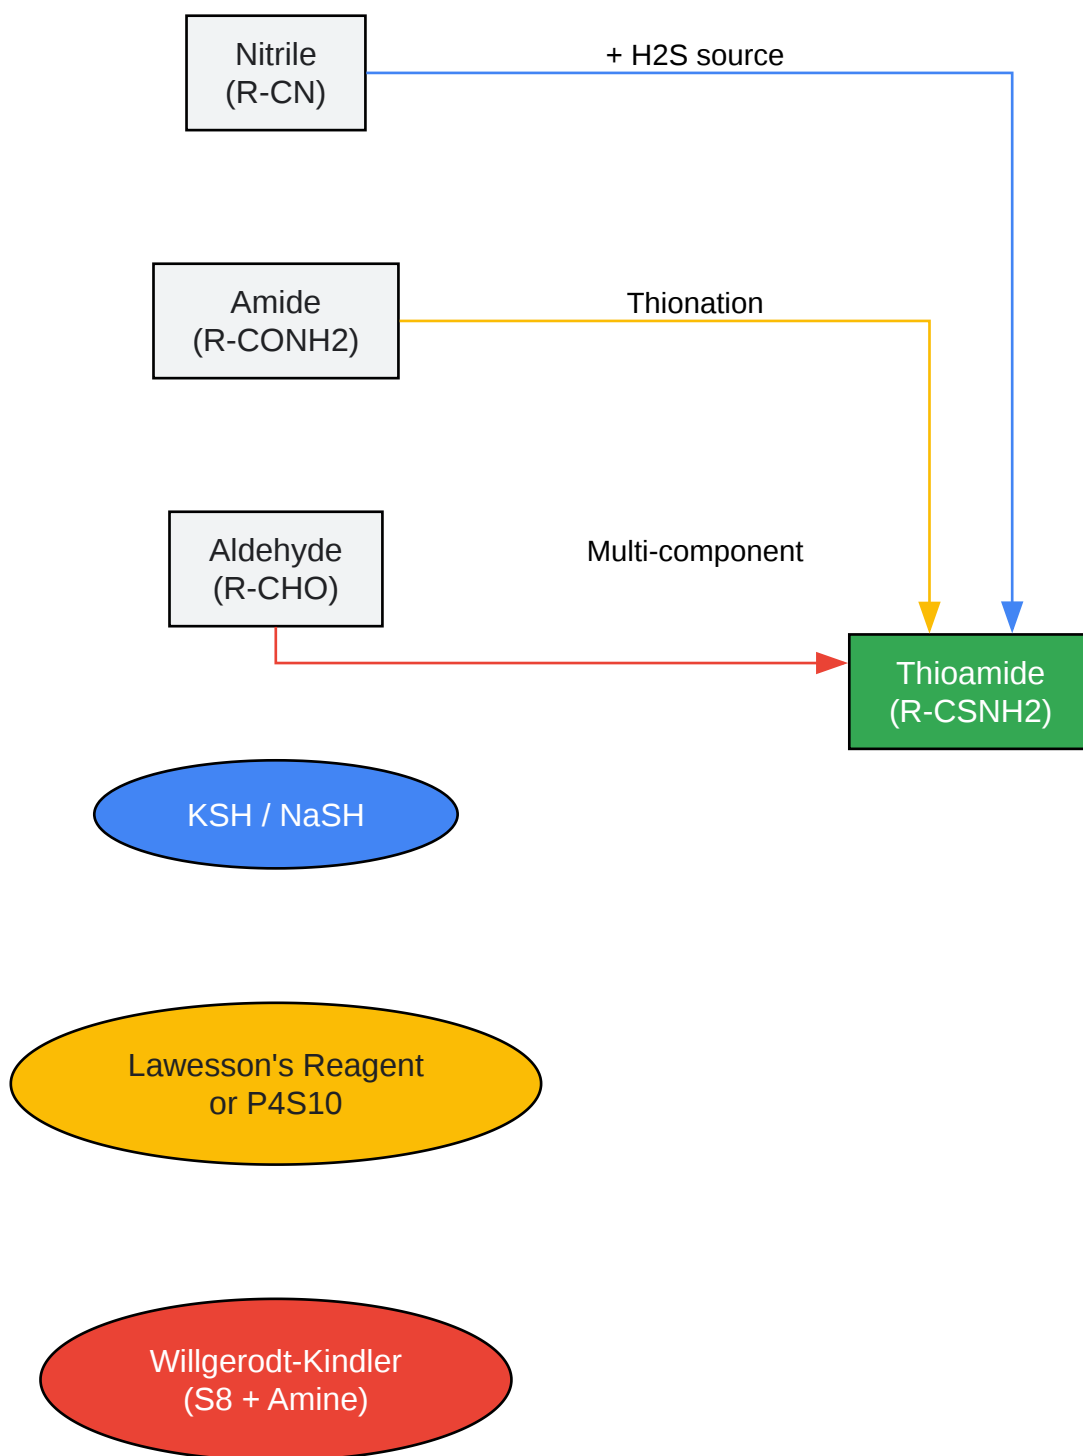 Nitrile
(R-CN)
+ H2S source
Amide
(R-CONH2)
Thionation
Aldehyde
(R-CHO)
Multi-component
Thioamide
(R-CSNH2)
KSH / NaSH
Lawesson's Reagent
or P4S10
Willgerodt-Kindler
(S8 + Amine)